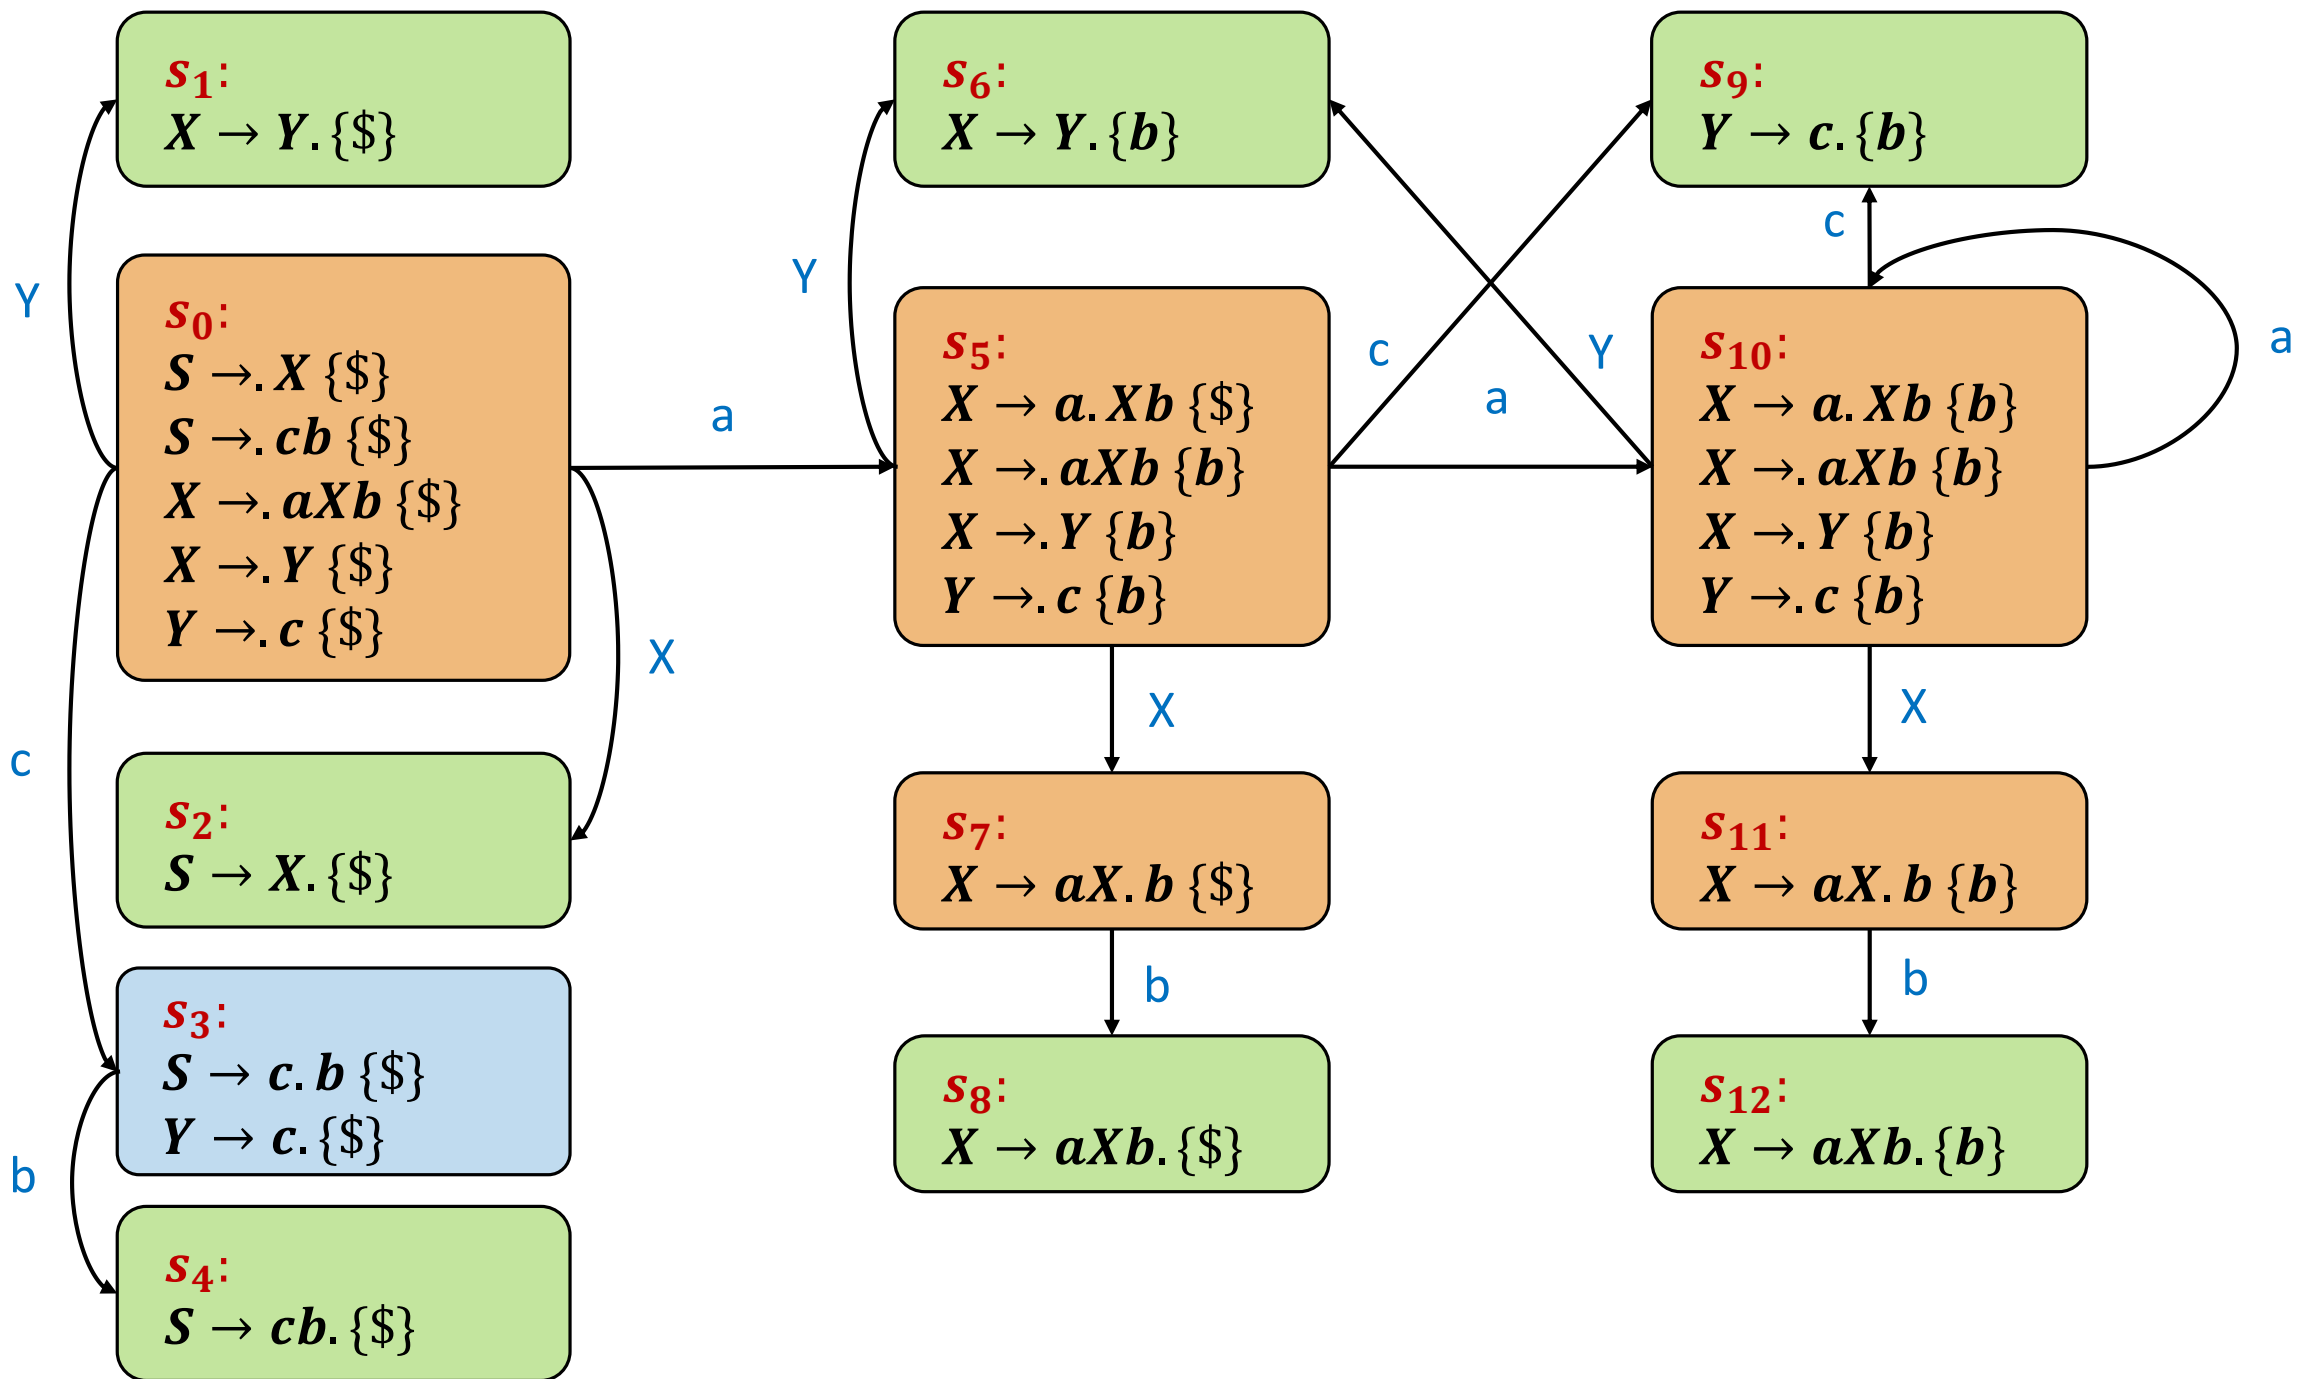 s₁:
X → Y. {$}
Y
s₀:
S →. X {$}
S →. cb {$}
X →. aXb {$}
X →. Y {$}
Y →. c {$}
a
X
c
s₂:
S → X. {$}
s₃:
S → c. b {$}
Y → c. {$}
b
s₄:
S → cb. {$}
s₆:
X → Y. {b}
Y
s₅:
X → a. Xb {$}
X →. aXb {b}
X →. Y {b}
Y →. c {b}
c
a
Y
X
s₇:
X → aX. b {$}
b
s₈:
X → aXb. {$}
s₉:
Y → c. {b}
c
a
s₁₀:
X → a. Xb {b}
X →. aXb {b}
X →. Y {b}
Y →. c {b}
X
s₁₁:
X → aX. b {b}
b
s₁₂:
X → aXb. {b}